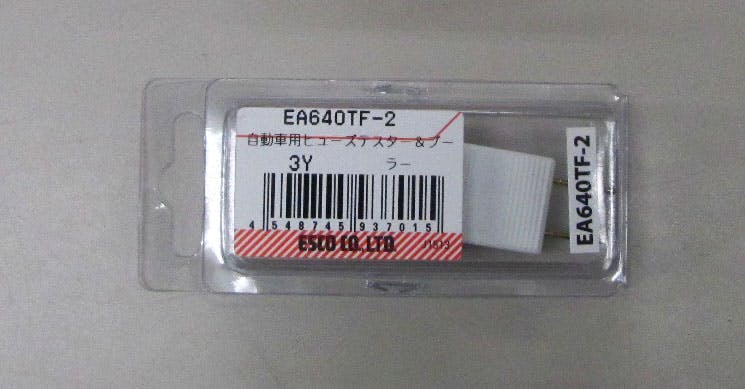 EA640TF-2
自動車用ヒューズテスター＆プー
3Y ラー
4 548745 937015
ESCO CO.,LTD. J1513
EA640TF-2